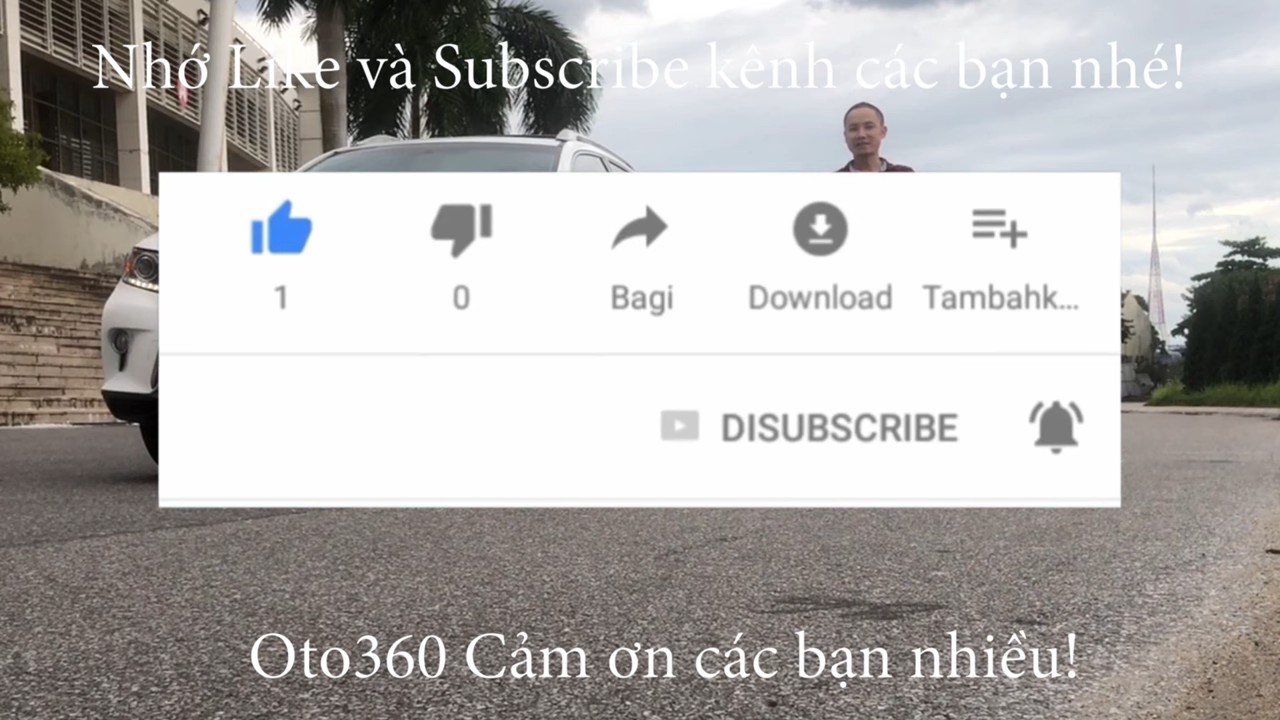 Nhớ Like và Subscribe kênh các bạn nhé!
1 0 Bagi Download Tambahk...
DISUBSCRIBE
Oto360 Cảm ơn các bạn nhiều!